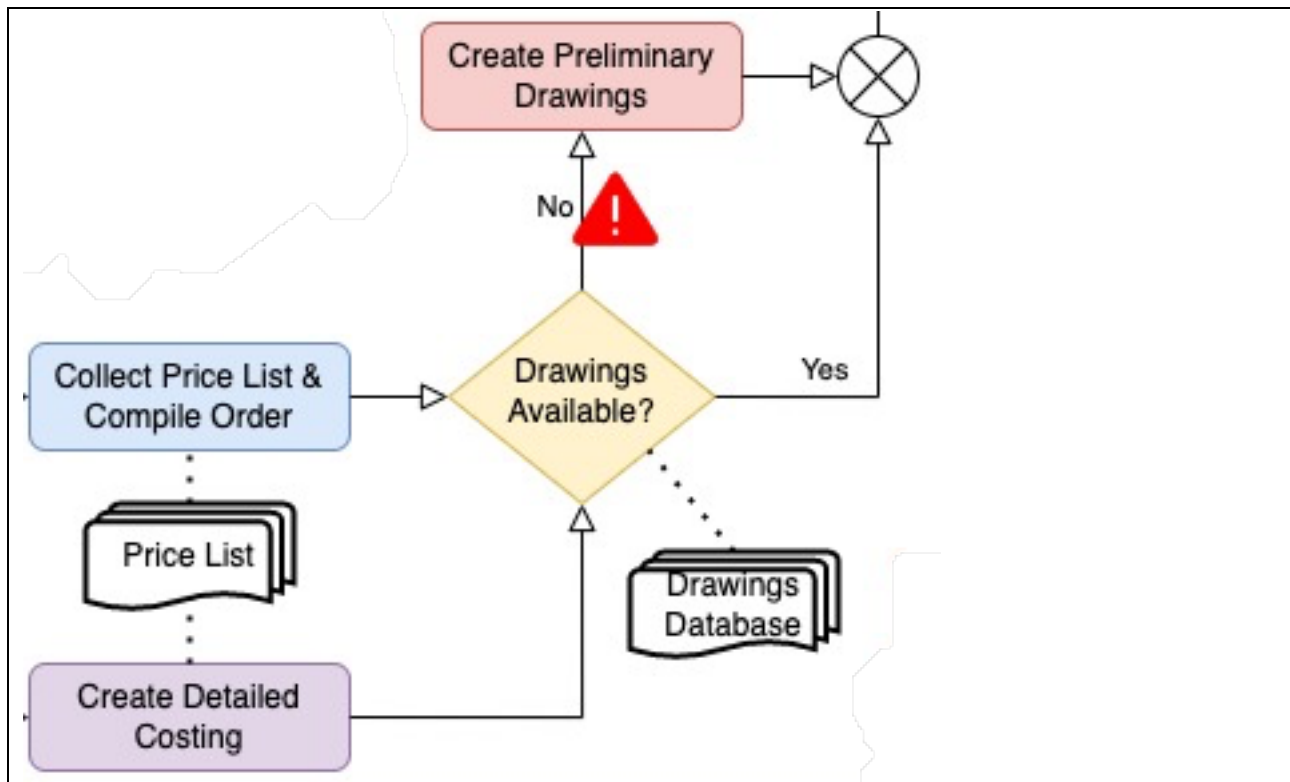 Create Preliminary
Drawings
No
!
Collect Price List &
Compile Order
Drawings
Available?
Yes
Price List
Drawings
Database
Create Detailed
Costing